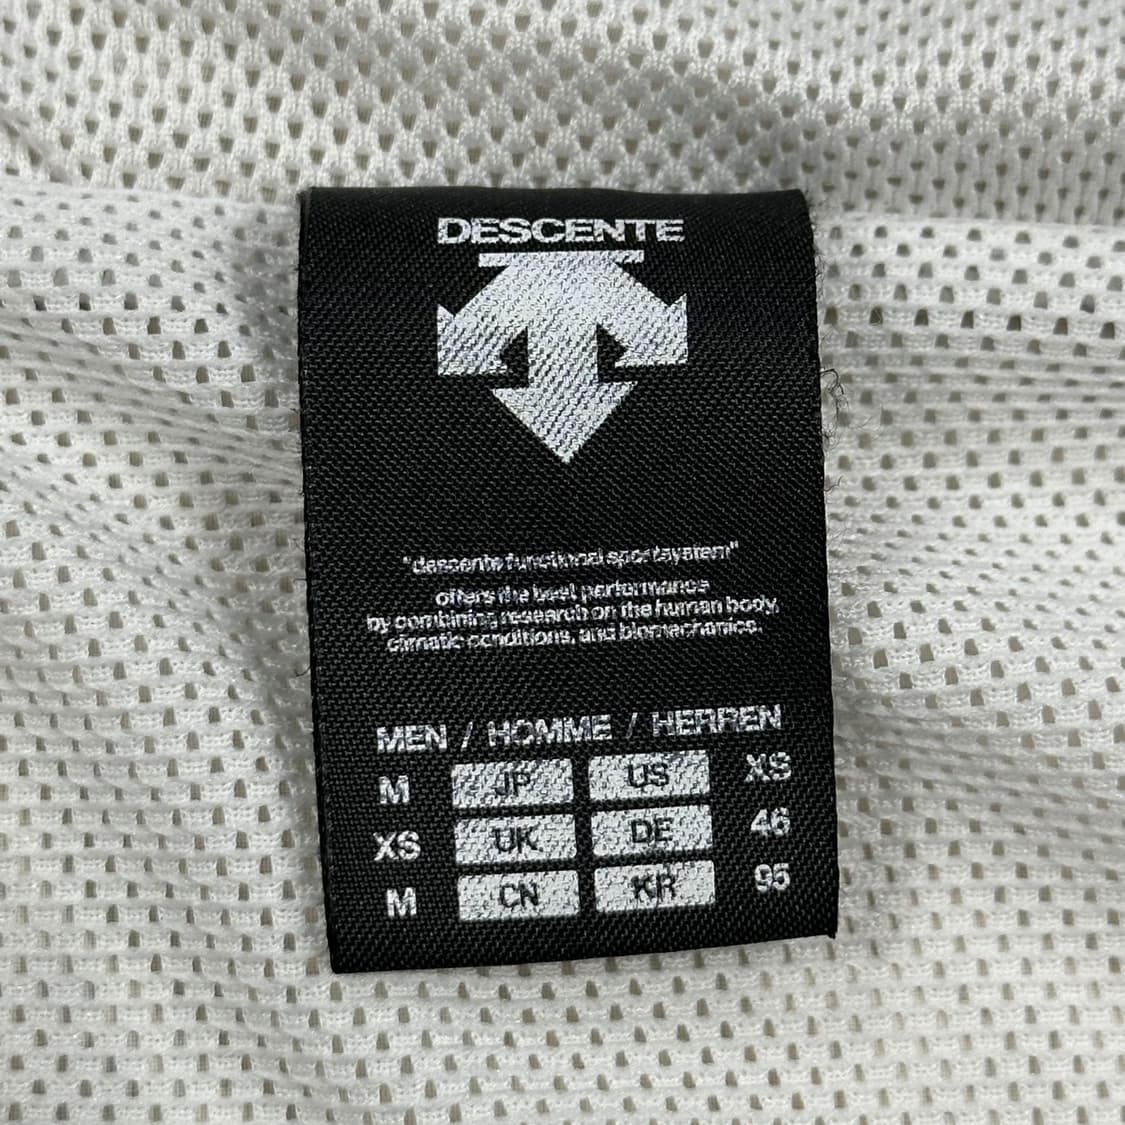 DESCENTE
"descente functional sportsystem"
offers the best performance
by combining research on the human body,
climatic conditions, and biomechanics.
MEN / HOMME / HERREN
M JP US XS
XS UK DE 46
M CN KR 95